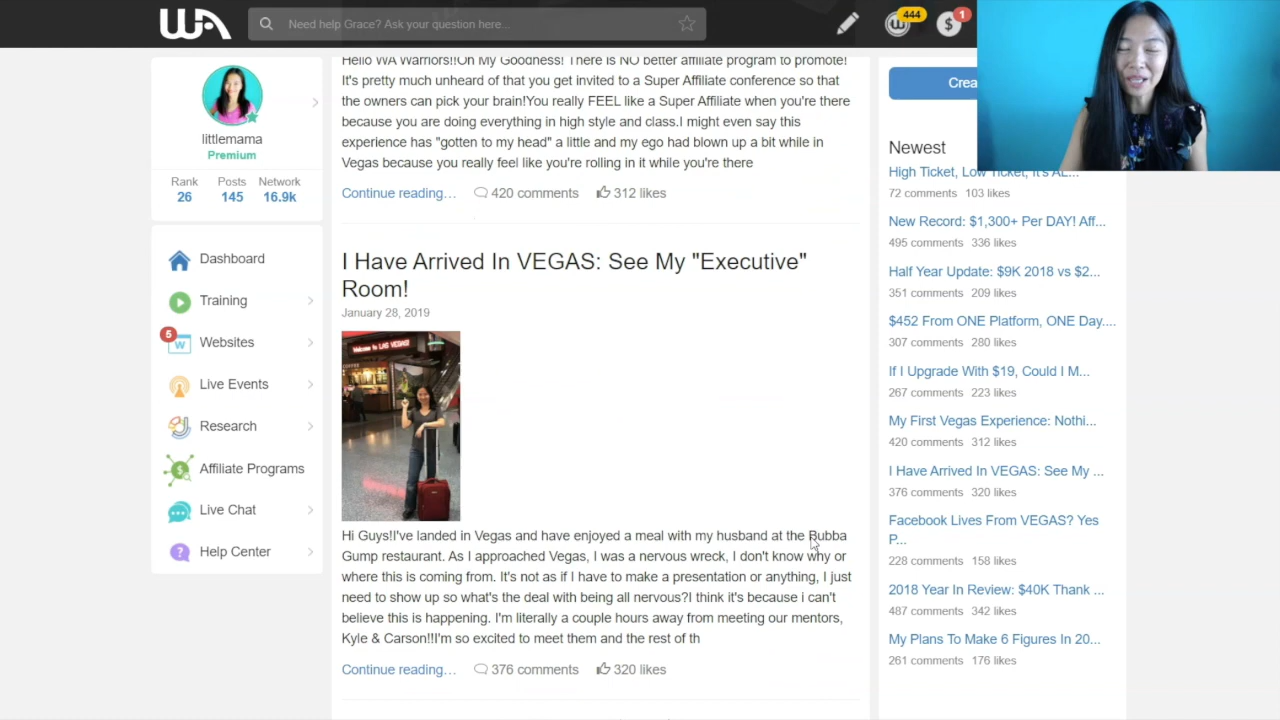 WA
Need help Grace? Ask your question here...
444
1
littlemama
Premium
Rank Posts Network
26 145 16.9k
Dashboard
Training
5
Websites
Live Events
Research
Affiliate Programs
Live Chat
Help Center
Hello WA Warriors!!Oh My Goodness! There is NO better affiliate program to promote!
It's pretty much unheard of that you get invited to a Super Affiliate conference so that
the owners can pick your brain!You really FEEL like a Super Affiliate when you're there
because you are doing everything in high style and class.I might even say this
experience has "gotten to my head" a little and my ego had blown up a bit while in
Vegas because you really feel like you're rolling in it while you're there
Continue reading... 420 comments 312 likes
I Have Arrived In VEGAS: See My "Executive"
Room!
January 28, 2019
Welcome to LAS VEGAS!
Hi Guys!I've landed in Vegas and have enjoyed a meal with my husband at the Bubba
Gump restaurant. As I approached Vegas, I was a nervous wreck, I don't know why or
where this is coming from. It's not as if I have to make a presentation or anything, I just
need to show up so what's the deal with being all nervous?I think it's because i can't
believe this is happening. I'm literally a couple hours away from meeting our mentors,
Kyle & Carson!!I'm so excited to meet them and the rest of th
Continue reading... 376 comments 320 likes
Crea
Newest
High Ticket, Low Ticket, It's AL...
72 comments 103 likes
New Record: $1,300+ Per DAY! Aff...
495 comments 336 likes
Half Year Update: $9K 2018 vs $2...
351 comments 209 likes
$452 From ONE Platform, ONE Day....
307 comments 280 likes
If I Upgrade With $19, Could I M...
267 comments 223 likes
My First Vegas Experience: Nothi...
420 comments 312 likes
I Have Arrived In VEGAS: See My ...
376 comments 320 likes
Facebook Lives From VEGAS? Yes
P...
228 comments 158 likes
2018 Year In Review: $40K Thank ...
487 comments 342 likes
My Plans To Make 6 Figures In 20...
261 comments 176 likes